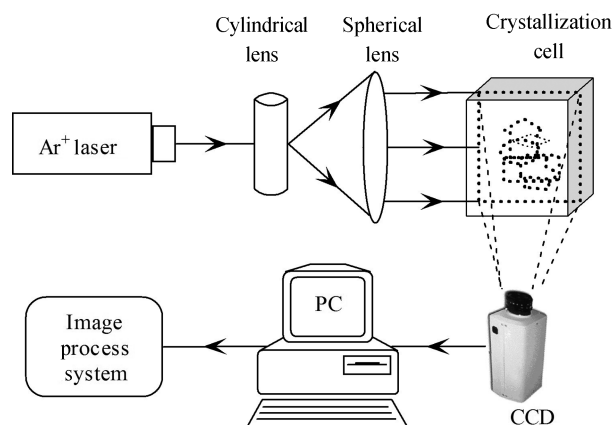 Cylindrical
lens
Spherical
lens
Crystallization
cell
Ar⁺ laser
PC
Image
process
system
CCD